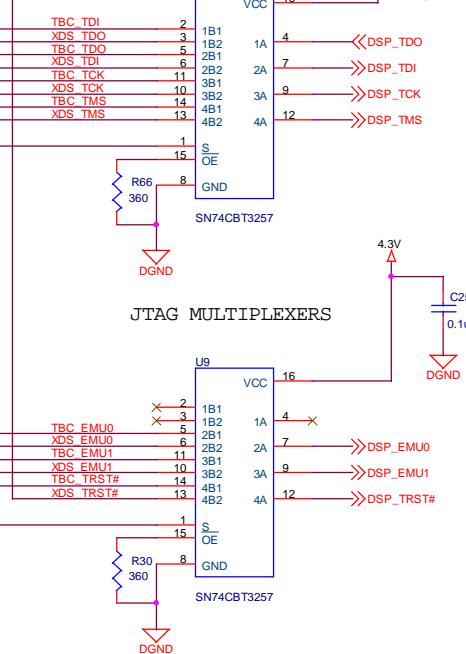 VCC
TBC_TDI 2 1B1
XDS_TDO 3 1B2 1A 4 DSP_TDO
TBC_TDO 5 2B1
XDS_TDI 6 2B2 2A 7 DSP_TDI
TBC_TCK 11 3B1
XDS_TCK 10 3B2 3A 9 DSP_TCK
TBC_TMS 14 4B1
XDS_TMS 13 4B2 4A 12 DSP_TMS
1 S
15 OE
R66 8 GND
360
SN74CBT3257
DGND
4.3V
JTAG MULTIPLEXERS
0.1u
DGND
U9
VCC 16
2 1B1
3 1B2 1A 4
TBC_EMU0 5 2B1
XDS_EMU0 6 2B2 2A 7 DSP_EMU0
TBC_EMU1 11 3B1
XDS_EMU1 10 3B2 3A 9 DSP_EMU1
TBC_TRST# 14 4B1
XDS_TRST# 13 4B2 4A 12 DSP_TRST#
1 S
15 OE
R30 8 GND
360
SN74CBT3257
DGND